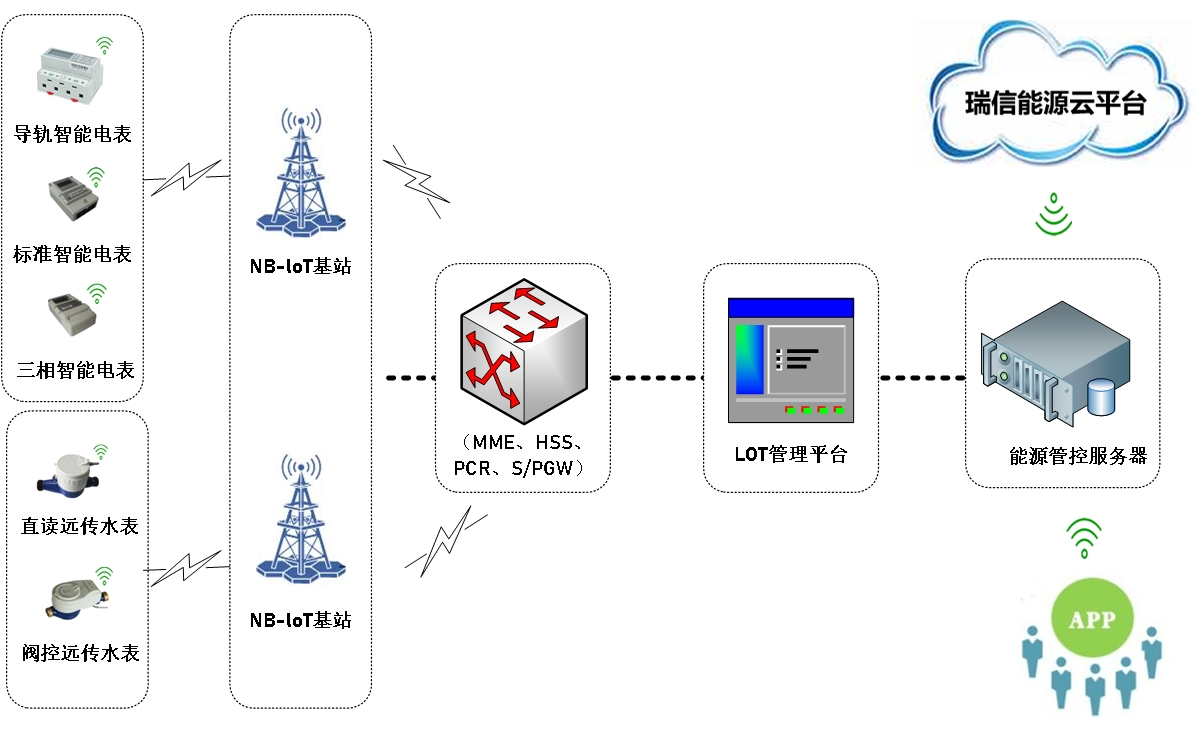 导轨智能电表
标准智能电表
三相智能电表
直读远传水表
阀控远传水表
NB-loT基站
NB-loT基站
（MME、HSS、
PCR、S/PGW）
LOT管理平台
瑞信能源云平台
能源管控服务器
APP